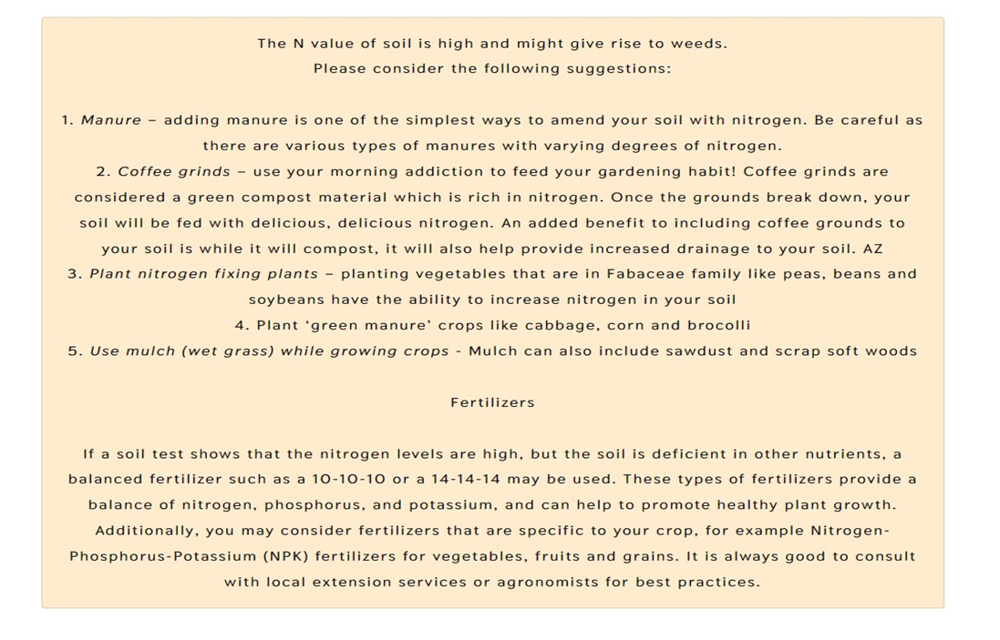 The N value of soil is high and might give rise to weeds.
Please consider the following suggestions:
1. Manure – adding manure is one of the simplest ways to amend your soil with nitrogen. Be careful as
there are various types of manures with varying degrees of nitrogen.
2. Coffee grinds – use your morning addiction to feed your gardening habit! Coffee grinds are
considered a green compost material which is rich in nitrogen. Once the grounds break down, your
soil will be fed with delicious, delicious nitrogen. An added benefit to including coffee grounds to
your soil is while it will compost, it will also help provide increased drainage to your soil. AZ
3. Plant nitrogen fixing plants – planting vegetables that are in Fabaceae family like peas, beans and
soybeans have the ability to increase nitrogen in your soil
4. Plant ‘green manure’ crops like cabbage, corn and brocolli
5. Use mulch (wet grass) while growing crops - Mulch can also include sawdust and scrap soft woods
Fertilizers
If a soil test shows that the nitrogen levels are high, but the soil is deficient in other nutrients, a
balanced fertilizer such as a 10-10-10 or a 14-14-14 may be used. These types of fertilizers provide a
balance of nitrogen, phosphorus, and potassium, and can help to promote healthy plant growth.
Additionally, you may consider fertilizers that are specific to your crop, for example Nitrogen-
Phosphorus-Potassium (NPK) fertilizers for vegetables, fruits and grains. It is always good to consult
with local extension services or agronomists for best practices.